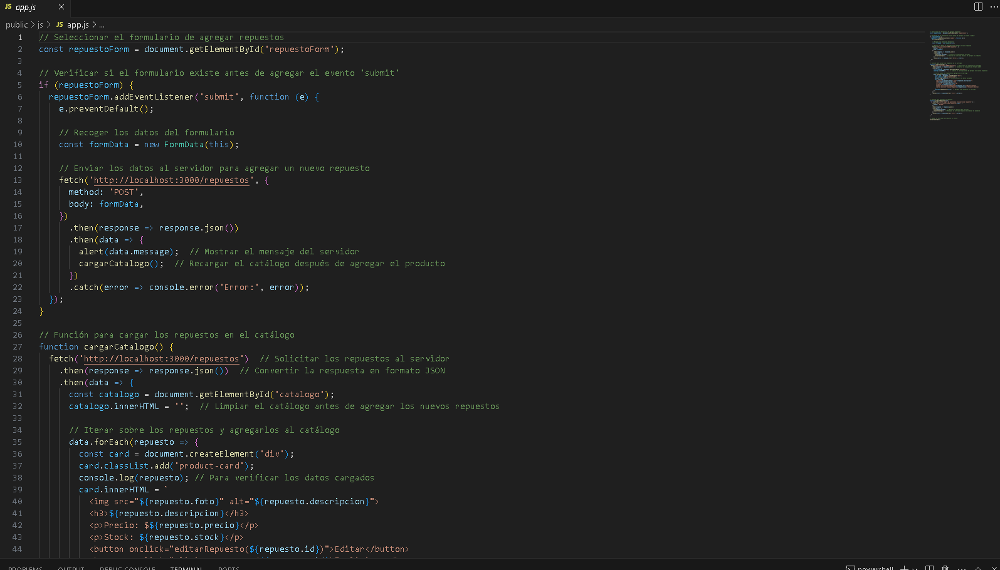 JS app.js
public > js > JS app.js > ...
1 // Seleccionar el formulario de agregar repuestos
2 const repuestoForm = document.getElementById('repuestoForm');
3
4 // Verificar si el formulario existe antes de agregar el evento 'submit'
5 if (repuestoForm) {
6 repuestoForm.addEventListener('submit', function (e) {
7 e.preventDefault();
8
9 // Recoger los datos del formulario
10 const formData = new FormData(this);
11
12 // Enviar los datos al servidor para agregar un nuevo repuesto
13 fetch('http://localhost:3000/repuestos', {
14 method: 'POST',
15 body: formData,
16 })
17 .then(response => response.json())
18 .then(data => {
19 alert(data.message); // Mostrar el mensaje del servidor
20 cargarCatalogo(); // Recargar el catálogo después de agregar el producto
21 })
22 .catch(error => console.error('Error:', error));
23 });
24 }
25
26 // Función para cargar los repuestos en el catálogo
27 function cargarCatalogo() {
28 fetch('http://localhost:3000/repuestos') // Solicitar los repuestos al servidor
29 .then(response => response.json()) // Convertir la respuesta en formato JSON
30 .then(data => {
31 const catalogo = document.getElementById('catalogo');
32 catalogo.innerHTML = ''; // Limpiar el catálogo antes de agregar los nuevos repuestos
33
34 // Iterar sobre los repuestos y agregarlos al catálogo
35 data.forEach(repuesto => {
36 const card = document.createElement('div');
37 card.classList.add('product-card');
38 console.log(repuesto); // Para verificar los datos cargados
39 card.innerHTML = `
40 <img src="${repuesto.foto}" alt="${repuesto.descripcion}">
41 <h3>${repuesto.descripcion}</h3>
42 <p>Precio: $${repuesto.precio}</p>
43 <p>Stock: ${repuesto.stock}</p>
44 <button onclick="editarRepuesto(${repuesto.id})">Editar</button>
PROBLEMS OUTPUT DEBUG CONSOLE TERMINAL PORTS powershell